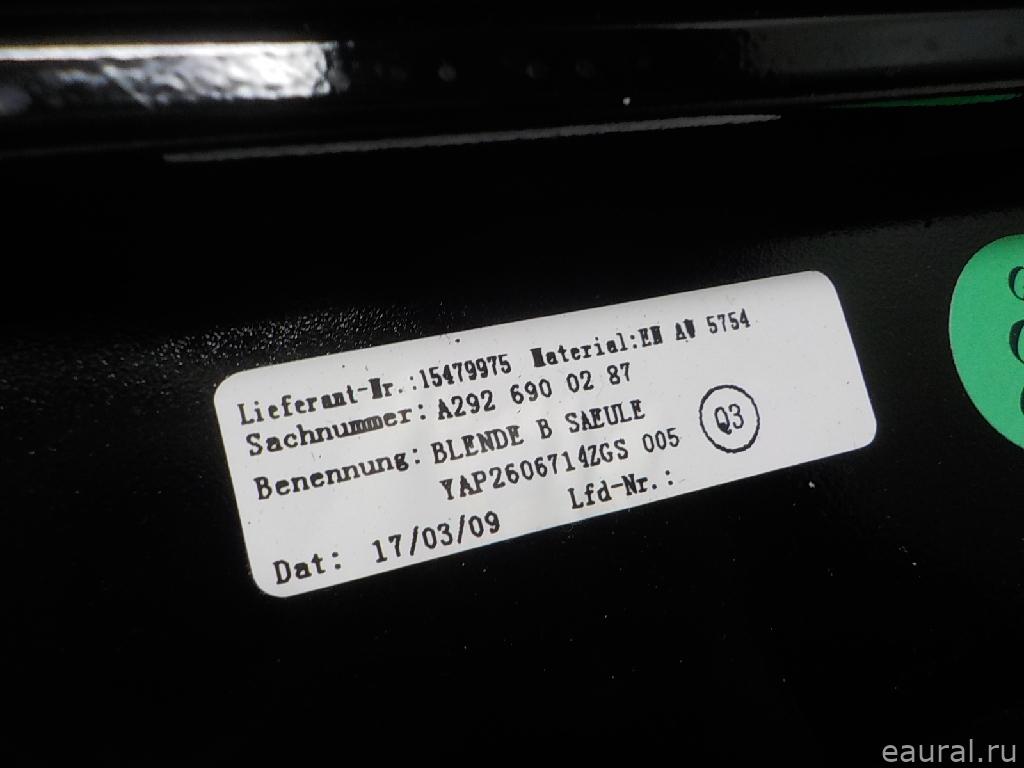 Lieferant-Nr.:15479975 Material:EN AW 5754
Sachnummer: A292 690 02 87
Benennung: BLENDE B SAEULE
YAP2606714ZGS 005 Q3
Dat: 17/03/09 Lfd-Nr.:
eaural.ru